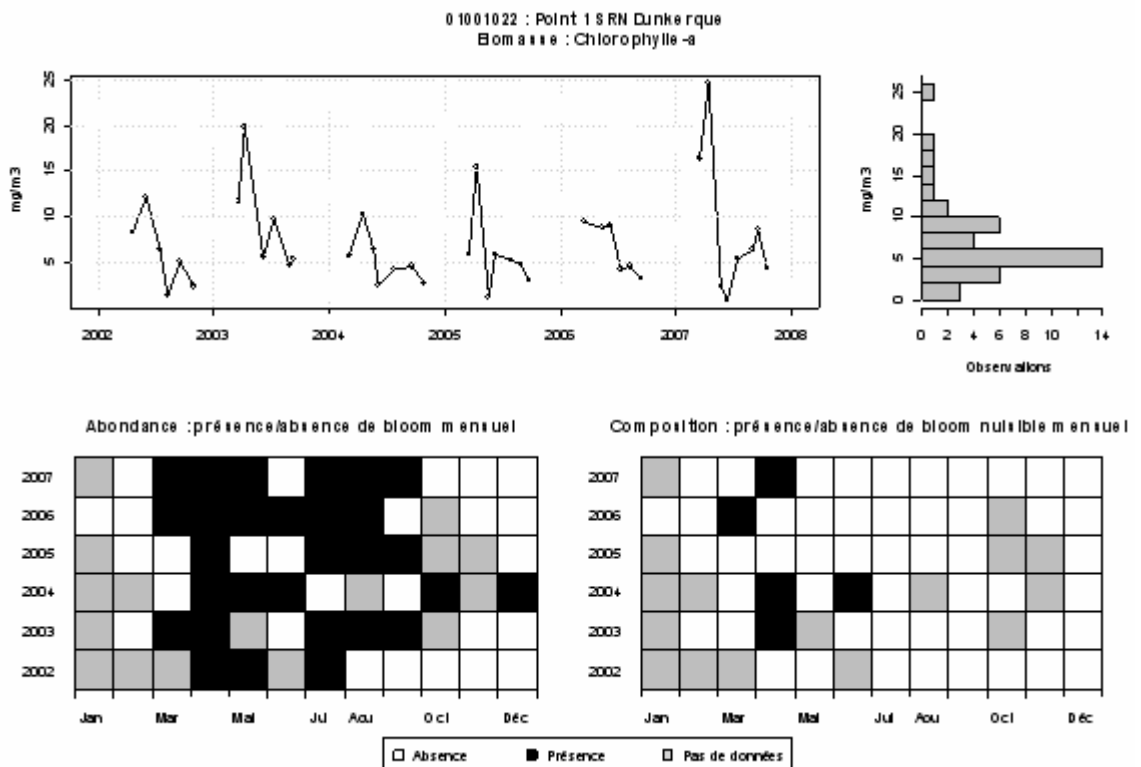 01001022 : Point 1 SRN Dunkerque
Biomasse : Chlorophylle-a
mg/m3
25
20
15
10
5
2002 2003 2004 2005 2006 2007 2008
mg/m3
25
20
15
10
5
0
0 2 4 6 8 10 14
Observations
Abondance : présence/absence de bloom mensuel
2007
2006
2005
2004
2003
2002
Jan Mar Mai Jul Aou Oct Déc
Composition : présence/absence de bloom nuisible mensuel
2007
2006
2005
2004
2003
2002
Jan Mar Mai Jul Aou Oct Déc
Absence Présence Pas de données